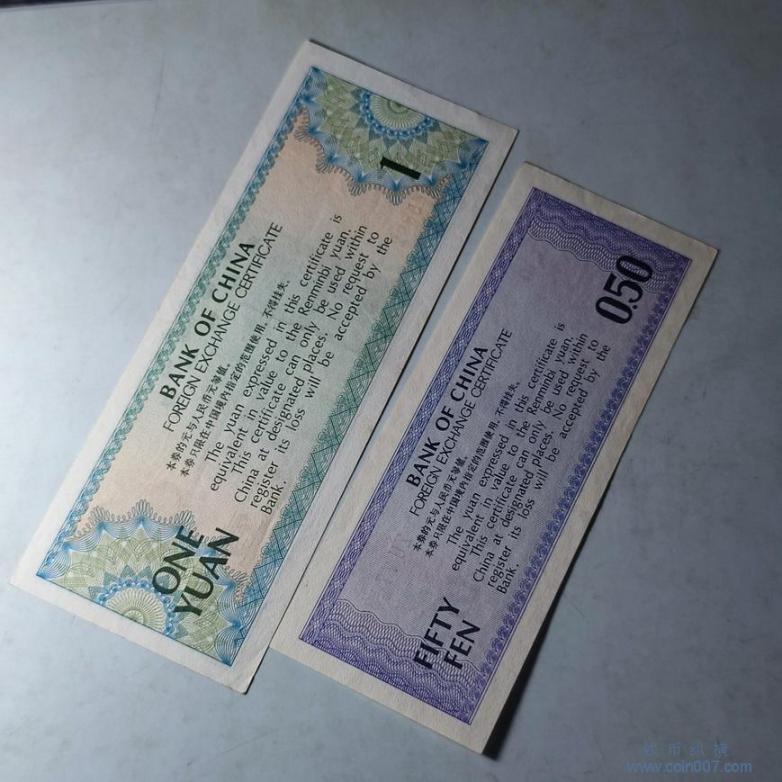 1
BANK OF CHINA
FOREIGN EXCHANGE CERTIFICATE
本券的元与人民币元等值。
本券只限在中国境内指定的范围使用，不得挂失。
The yuan expressed in this certificate is
equivalent in value to the Renminbi yuan.
This certificate can only be used within
China at designated places. No request to
register its loss will be accepted by the
Bank.
ONE
YUAN
0.50
BANK OF CHINA
FOREIGN EXCHANGE CERTIFICATE
本券的元与人民币元等值。
本券只限在中国境内指定的范围使用，不得挂失。
The yuan expressed in this certificate is
equivalent in value to the Renminbi yuan.
This certificate can only be used within
China at designated places. No request to
register its loss will be accepted by the
Bank.
FIFTY
FEN
www.coin007.com